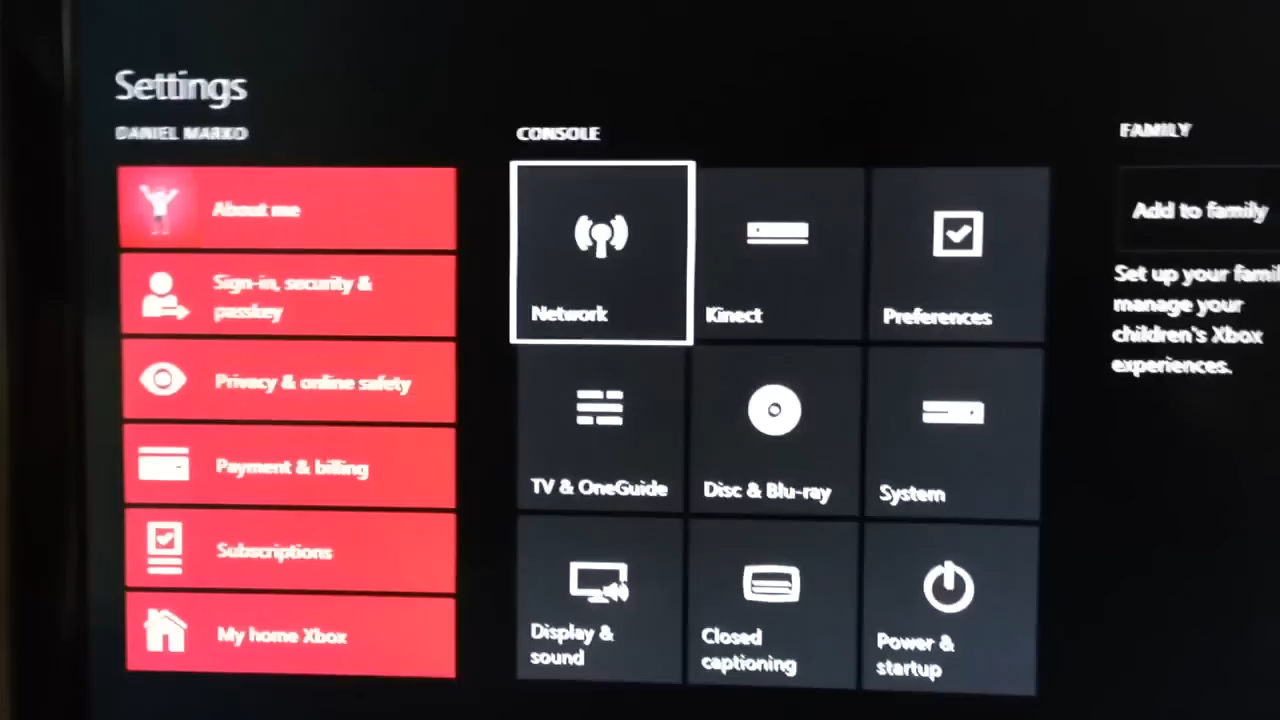 Settings
DANIEL MARKO
About me
Sign-in, security &
passkey
Privacy & online safety
Payment & billing
Subscriptions
My home Xbox
CONSOLE
Network
Kinect
Preferences
TV & OneGuide
Disc & Blu-ray
System
Display &
sound
Closed
captioning
Power &
startup
FAMILY
Add to family
Set up your famil
manage your
children's Xbox
experiences.